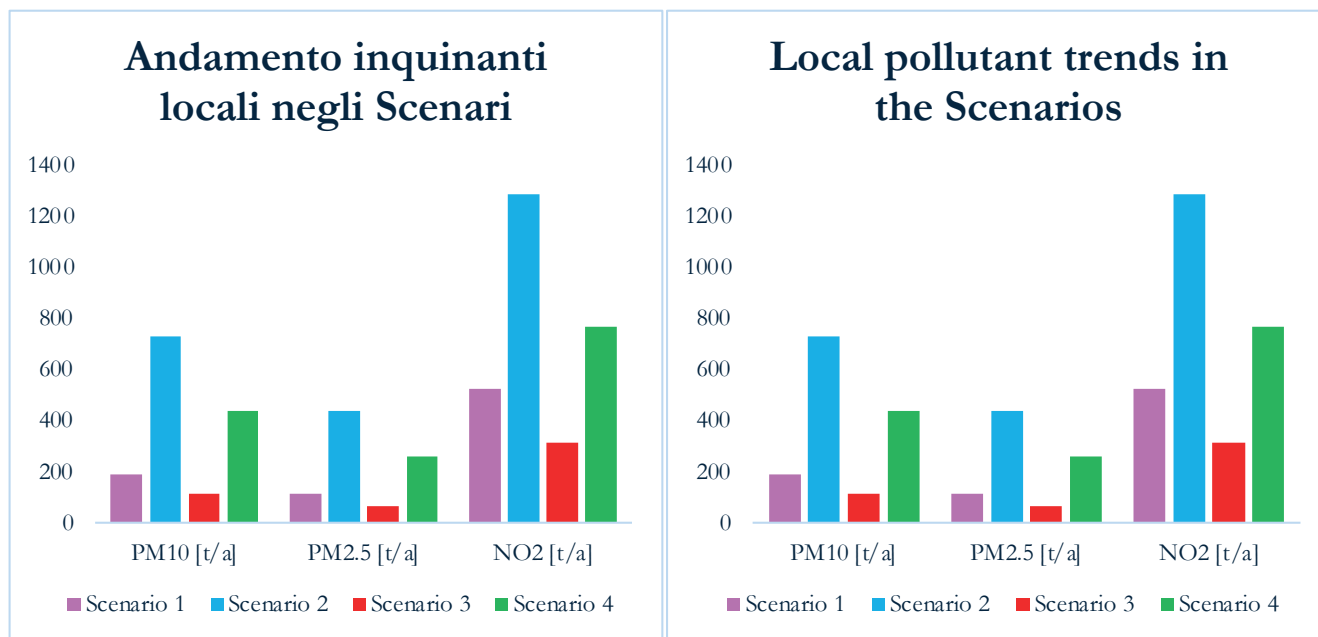 Andamento inquinanti
locali negli Scenari
1400
1200
1000
800
600
400
200
0
PM10 [t/a] PM2.5 [t/a] NO2 [t/a]
Scenario 1 Scenario 2 Scenario 3 Scenario 4
Local pollutant trends in
the Scenarios
1400
1200
1000
800
600
400
200
0
PM10 [t/a] PM2.5 [t/a] NO2 [t/a]
Scenario 1 Scenario 2 Scenario 3 Scenario 4